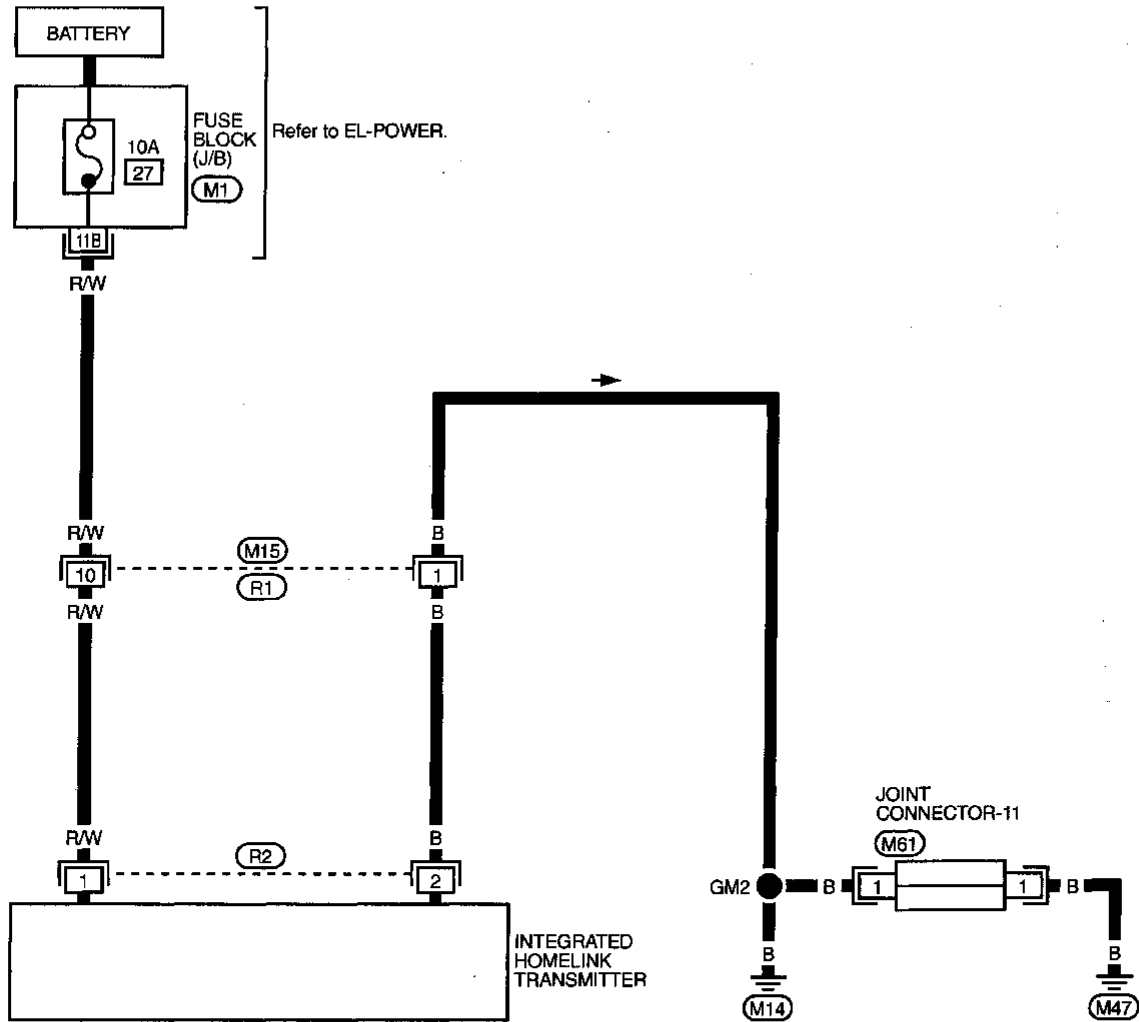 BATTERY
FUSE
BLOCK
(J/B)
M1
Refer to EL-POWER.
10A
27
11B
R/W
R/W
B
10
M15
R1
1
R/W
B
R/W
B
1
R2
2
JOINT
CONNECTOR-11
M61
GM2
B
1
1
B
INTEGRATED
HOMELINK
TRANSMITTER
B
B
M14
M47